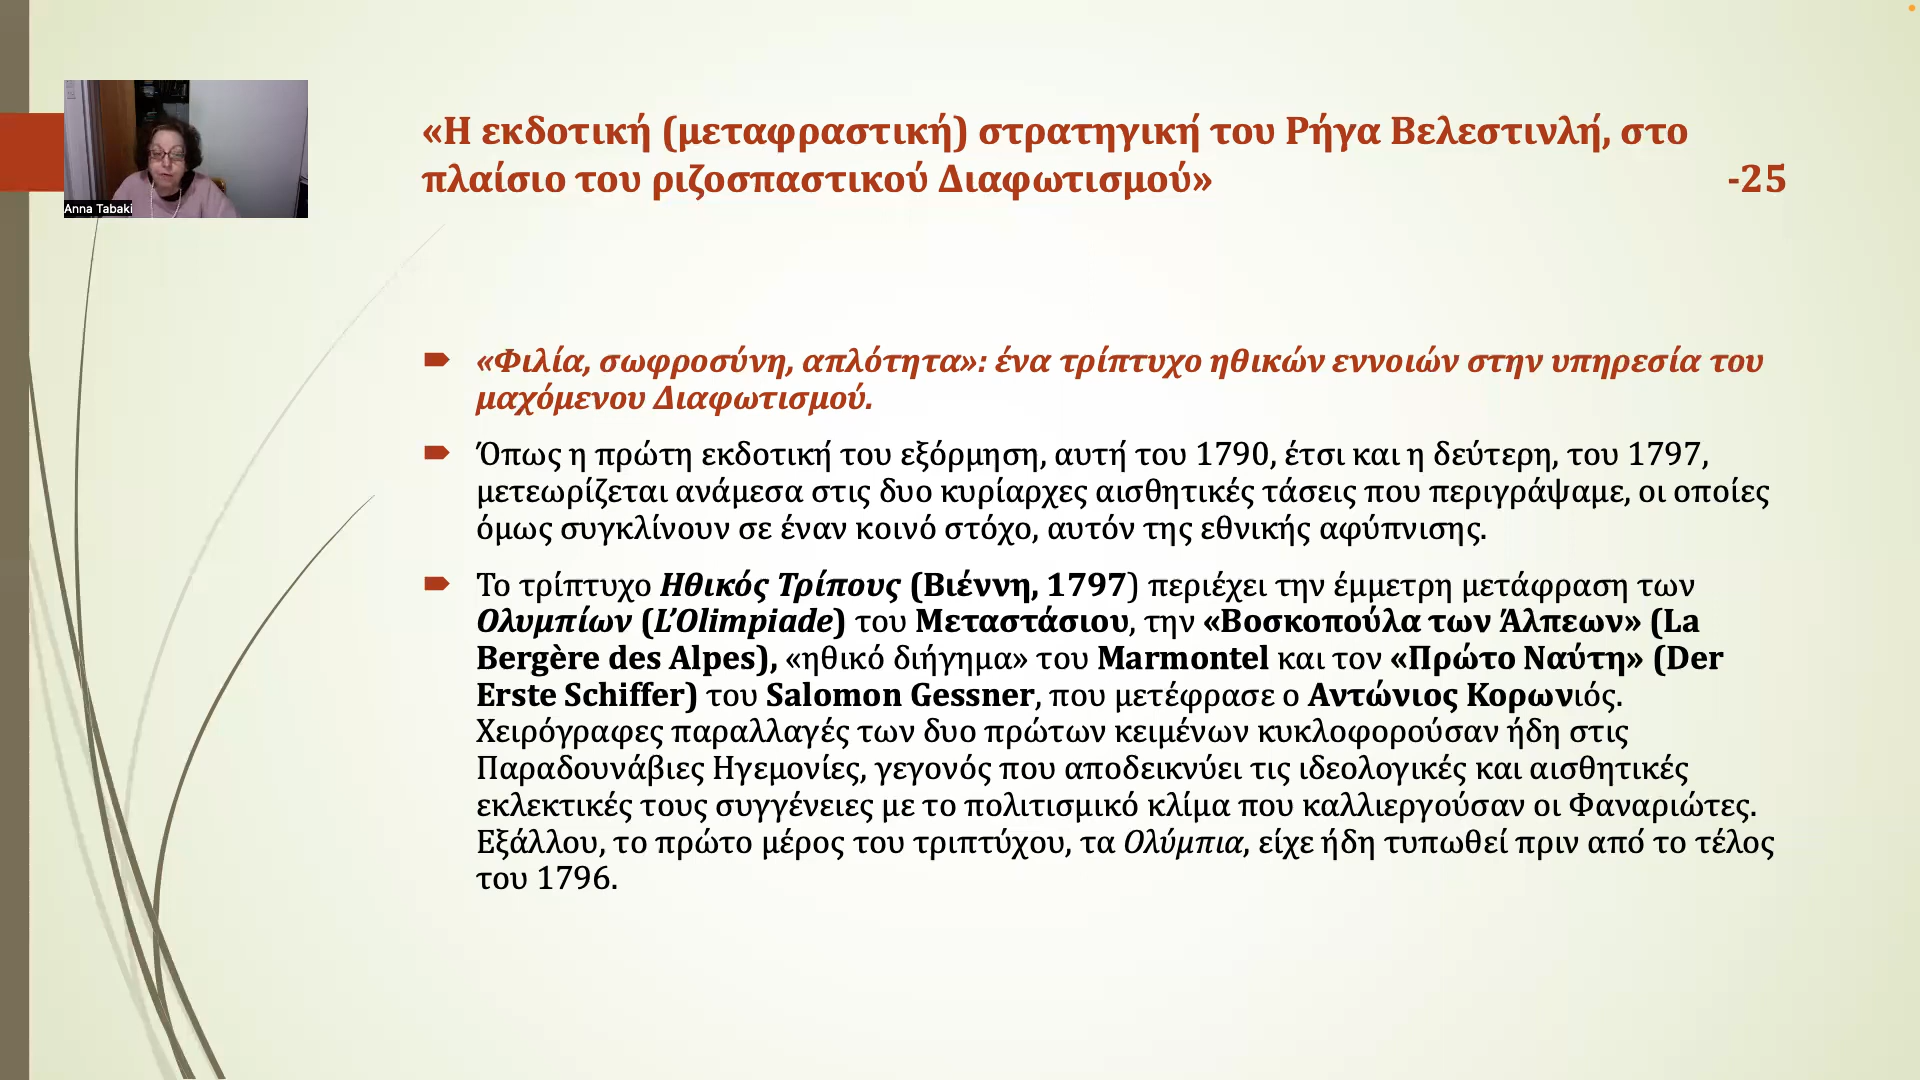 «Η εκδοτική (μεταφραστική) στρατηγική του Ρήγα Βελεστινλή, στο
πλαίσιο του ριζοσπαστικού Διαφωτισμού» -25
Anna Tabaki
«Φιλία, σωφροσύνη, απλότητα»: ένα τρίπτυχο ηθικών εννοιών στην υπηρεσία του
μαχόμενου Διαφωτισμού.
Όπως η πρώτη εκδοτική του εξόρμηση, αυτή του 1790, έτσι και η δεύτερη, του 1797,
μετεωρίζεται ανάμεσα στις δυο κυρίαρχες αισθητικές τάσεις που περιγράψαμε, οι οποίες
όμως συγκλίνουν σε έναν κοινό στόχο, αυτόν της εθνικής αφύπνισης.
Το τρίπτυχο Ηθικός Τρίπους (Βιέννη, 1797) περιέχει την έμμετρη μετάφραση των
Ολυμπίων (L’Olimpiade) του Μεταστάσιου, την «Βοσκοπούλα των Άλπεων» (La
Bergère des Alpes), «ηθικό διήγημα» του Marmontel και τον «Πρώτο Ναύτη» (Der
Erste Schiffer) του Salomon Gessner, που μετέφρασε ο Αντώνιος Κορωνιός.
Χειρόγραφες παραλλαγές των δυο πρώτων κειμένων κυκλοφορούσαν ήδη στις
Παραδουνάβιες Ηγεμονίες, γεγονός που αποδεικνύει τις ιδεολογικές και αισθητικές
εκλεκτικές τους συγγένειες με το πολιτισμικό κλίμα που καλλιεργούσαν οι Φαναριώτες.
Εξάλλου, το πρώτο μέρος του τριπτύχου, τα Ολύμπια, είχε ήδη τυπωθεί πριν από το τέλος
του 1796.